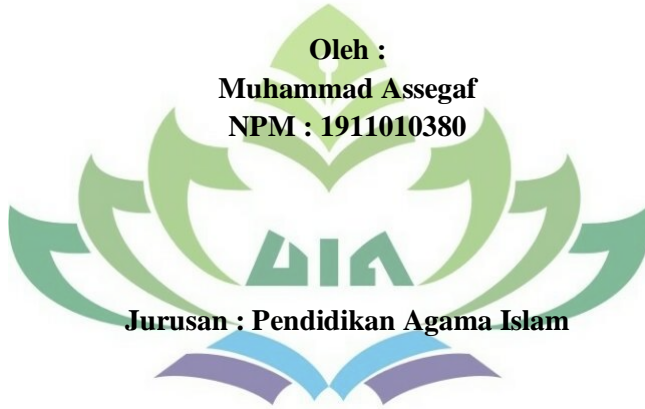 Oleh :
Muhammad Assegaf
NPM : 1911010380
UIN
Jurusan : Pendidikan Agama Islam